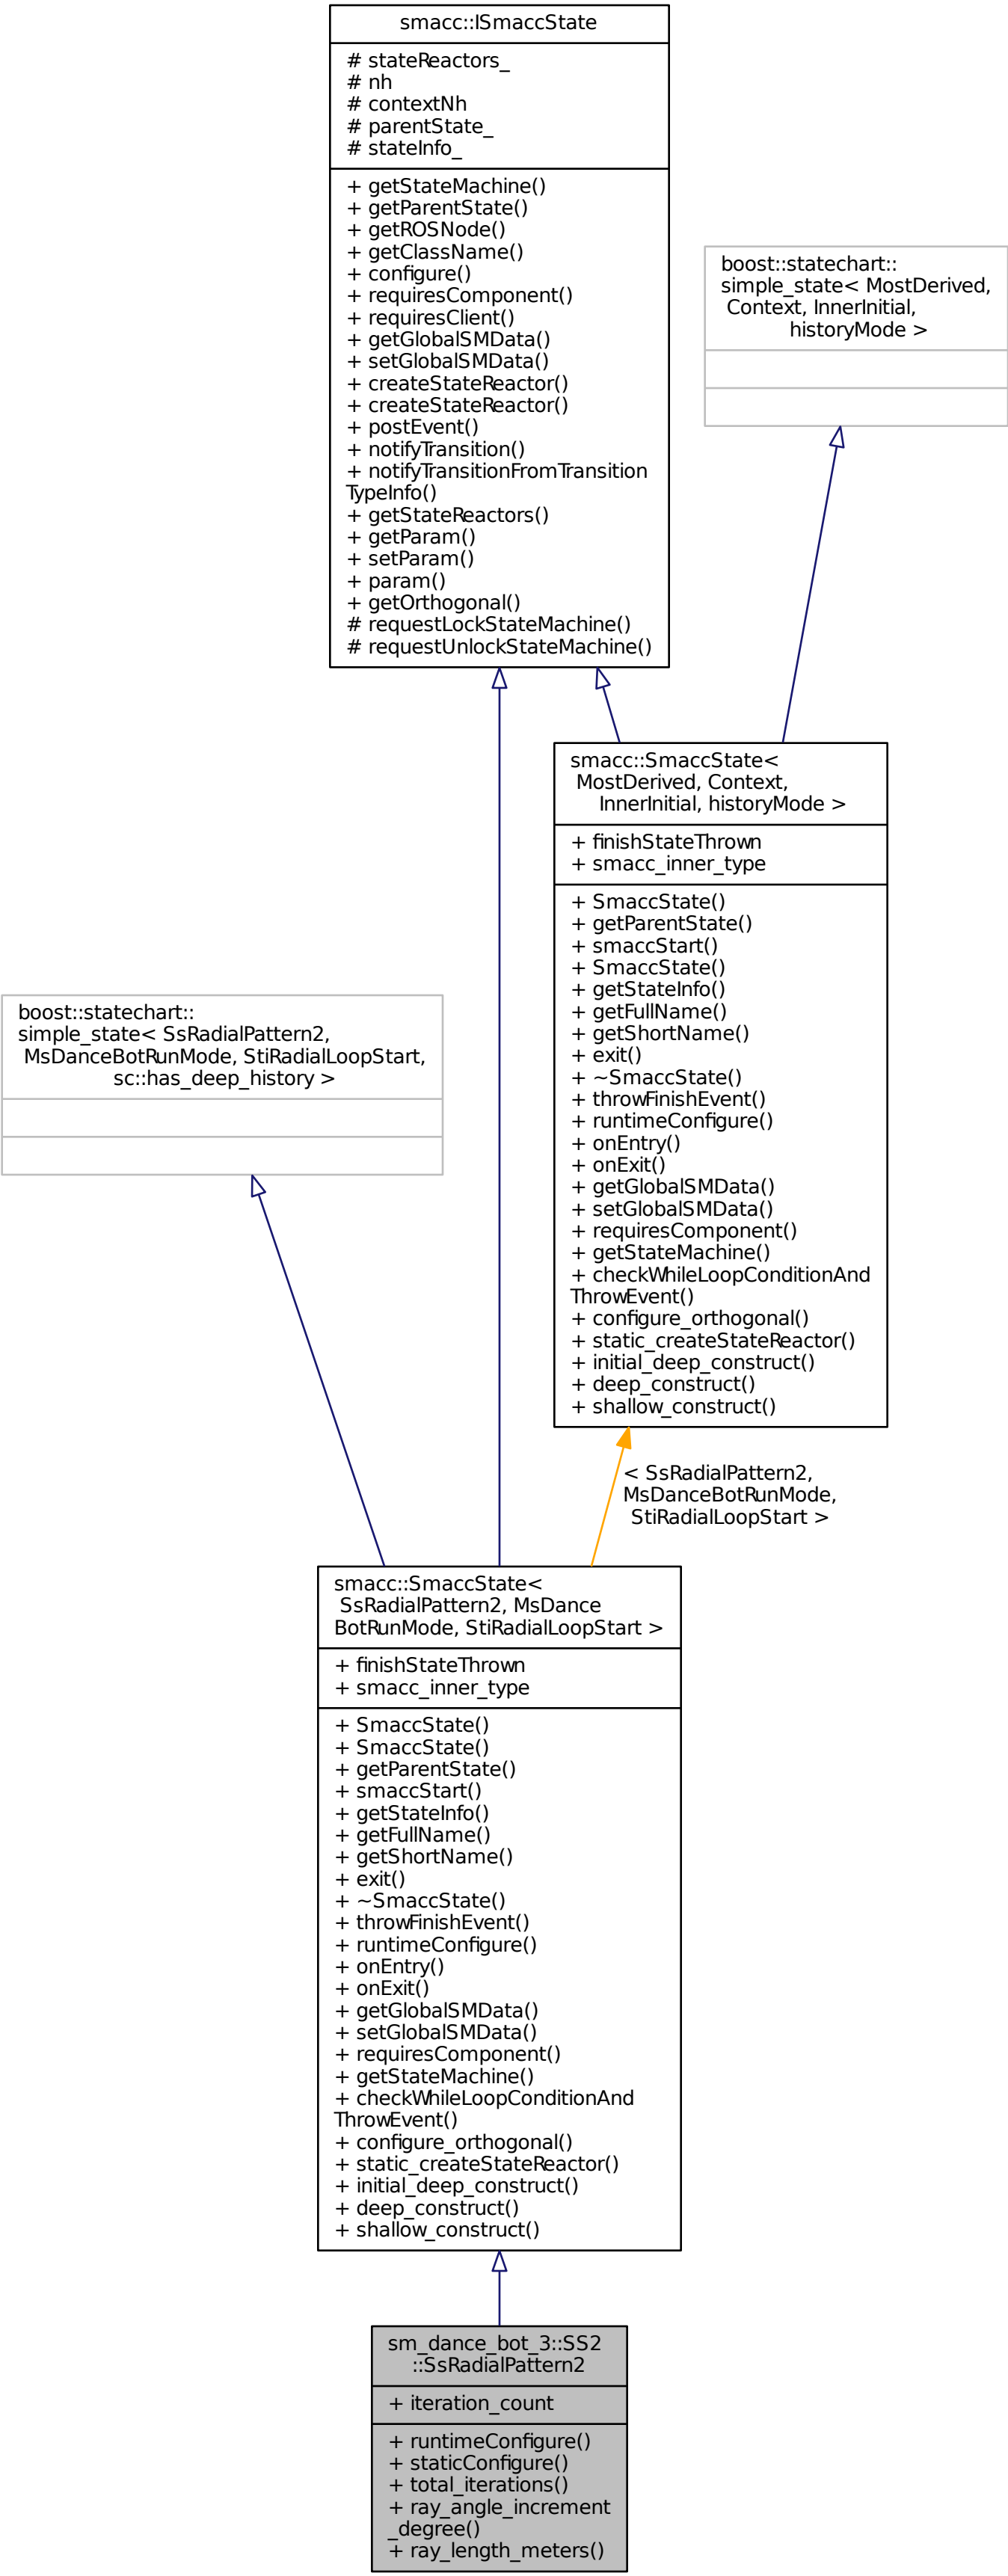 smacc::ISmaccState
# stateReactors_
# nh
# contextNh
# parentState_
# stateInfo_
+ getStateMachine()
+ getParentState()
+ getROSNode()
+ getClassName()
+ configure()
+ requiresComponent()
+ requiresClient()
+ getGlobalSMData()
+ setGlobalSMData()
+ createStateReactor()
+ createStateReactor()
+ postEvent()
+ notifyTransition()
+ notifyTransitionFromTransition
TypeInfo()
+ getStateReactors()
+ getParam()
+ setParam()
+ param()
+ getOrthogonal()
# requestLockStateMachine()
# requestUnlockStateMachine()
boost::statechart::
simple_state< MostDerived,
Context, InnerInitial,
historyMode >
smacc::SmaccState<
MostDerived, Context,
InnerInitial, historyMode >
+ finishStateThrown
+ smacc_inner_type
+ SmaccState()
+ getParentState()
+ smaccStart()
+ SmaccState()
+ getStateInfo()
+ getFullName()
+ getShortName()
+ exit()
+ ~SmaccState()
+ throwFinishEvent()
+ runtimeConfigure()
+ onEntry()
+ onExit()
+ getGlobalSMData()
+ setGlobalSMData()
+ requiresComponent()
+ getStateMachine()
+ checkWhileLoopConditionAnd
ThrowEvent()
+ configure_orthogonal()
+ static_createStateReactor()
+ initial_deep_construct()
+ deep_construct()
+ shallow_construct()
boost::statechart::
simple_state< SsRadialPattern2,
MsDanceBotRunMode, StiRadialLoopStart,
sc::has_deep_history >
< SsRadialPattern2,
MsDanceBotRunMode,
StiRadialLoopStart >
smacc::SmaccState<
SsRadialPattern2, MsDance
BotRunMode, StiRadialLoopStart >
+ finishStateThrown
+ smacc_inner_type
+ SmaccState()
+ SmaccState()
+ getParentState()
+ smaccStart()
+ getStateInfo()
+ getFullName()
+ getShortName()
+ exit()
+ ~SmaccState()
+ throwFinishEvent()
+ runtimeConfigure()
+ onEntry()
+ onExit()
+ getGlobalSMData()
+ setGlobalSMData()
+ requiresComponent()
+ getStateMachine()
+ checkWhileLoopConditionAnd
ThrowEvent()
+ configure_orthogonal()
+ static_createStateReactor()
+ initial_deep_construct()
+ deep_construct()
+ shallow_construct()
sm_dance_bot_3::SS2
::SsRadialPattern2
+ iteration_count
+ runtimeConfigure()
+ staticConfigure()
+ total_iterations()
+ ray_angle_increment
_degree()
+ ray_length_meters()